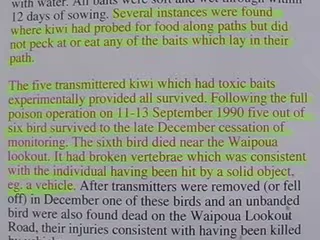 with water. All baits were soft and wet through within
12 days of sowing. Several instances were found
where kiwi had probed for food along paths but did
not peck at or eat any of the baits which lay in their
path.
The five transmittered kiwi which had toxic baits
experimentally provided all survived. Following the full
poison operation on 11-13 September 1990 five out of
six bird survived to the late December cessation of
monitoring. The sixth bird died near the Waipoua
lookout. It had broken vertebrae which was consistent
with the individual having been hit by a solid object,
eg. a vehicle. After transmitters were removed (or fell
off) in December one of these birds and an unbanded
bird were also found dead on the Waipoua Lookout
Road, their injuries consistent with having been killed